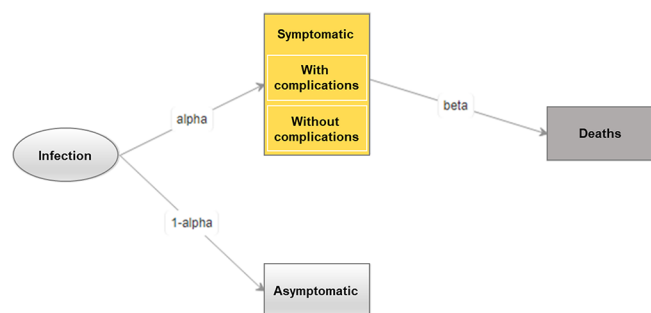 Symptomatic
With
complications
alpha
beta
Without
complications
Deaths
Infection
1-alpha
Asymptomatic